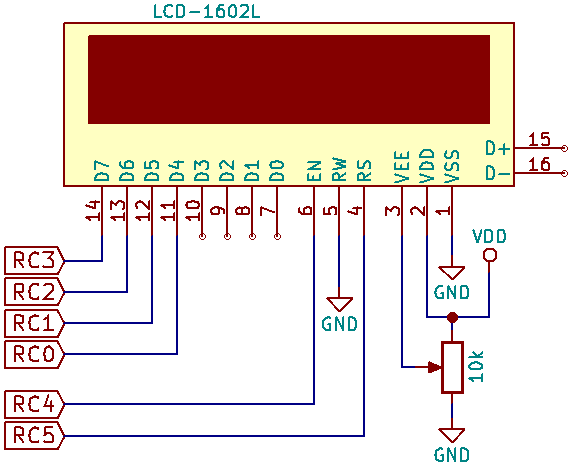 LCD-1602L
D7 D6 D5 D4 D3 D2 D1 D0 EN RW RS VEE VDD VSS
D+ 15
D- 16
14 13 12 11 10 9 8 7 6 5 4 3 2 1
VDD
RC3
RC2
GND
RC1
GND
RC0
10k
RC4
RC5
GND